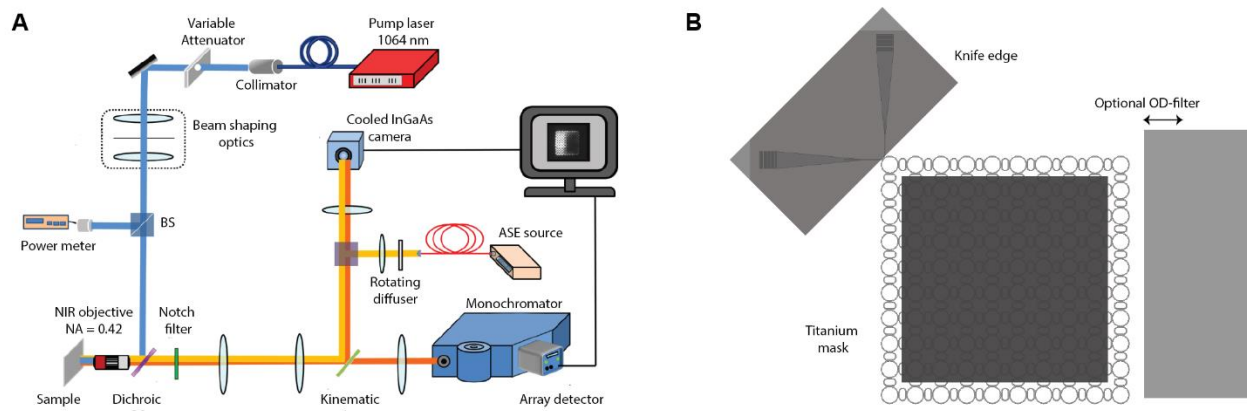 A
Variable
Attenuator
Pump laser
1064 nm
Collimator
Beam shaping
optics
Cooled InGaAs
camera
BS
Power meter
ASE source
Rotating
diffuser
NIR objective
NA = 0.42
Notch
filter
Monochromator
Sample
Dichroic
Kinematic
Array detector
B
Knife edge
Optional OD-filter
Titanium
mask